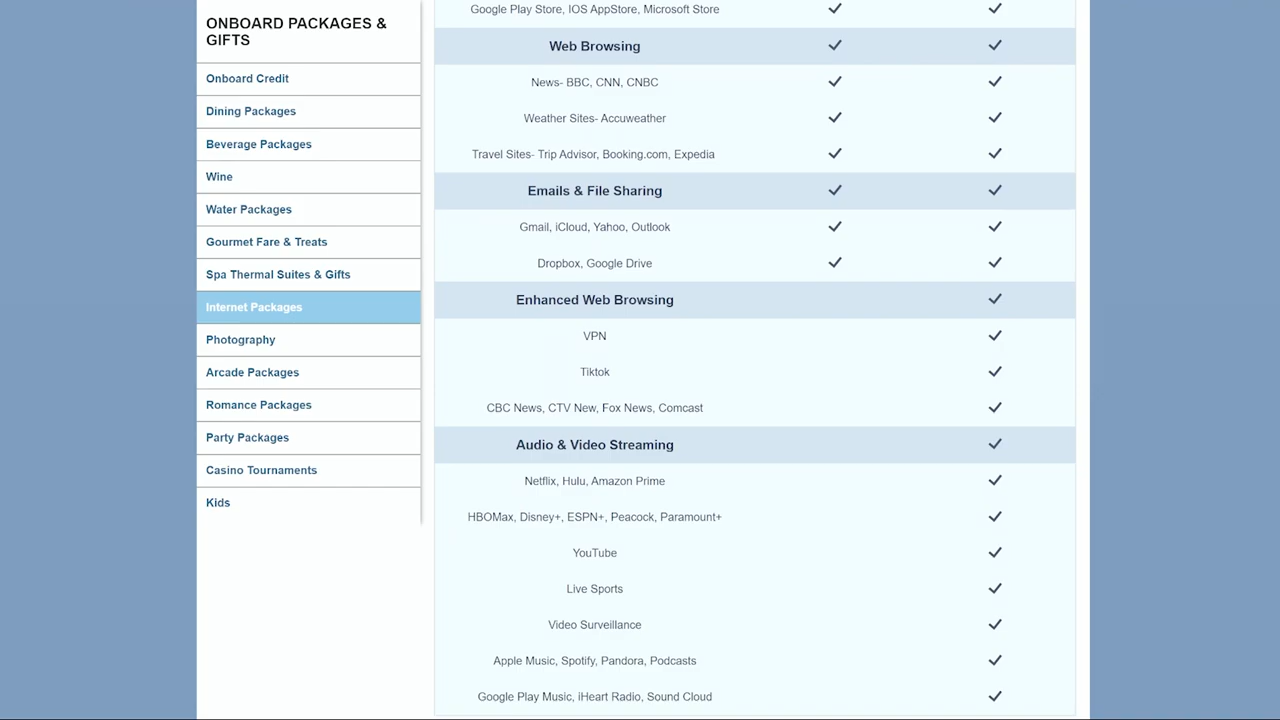 ONBOARD PACKAGES &
GIFTS
Onboard Credit
Dining Packages
Beverage Packages
Wine
Water Packages
Gourmet Fare & Treats
Spa Thermal Suites & Gifts
Internet Packages
Photography
Arcade Packages
Romance Packages
Party Packages
Casino Tournaments
Kids
Google Play Store, IOS AppStore, Microsoft Store
Web Browsing
News- BBC, CNN, CNBC
Weather Sites- Accuweather
Travel Sites- Trip Advisor, Booking.com, Expedia
Emails & File Sharing
Gmail, iCloud, Yahoo, Outlook
Dropbox, Google Drive
Enhanced Web Browsing
VPN
Tiktok
CBC News, CTV New, Fox News, Comcast
Audio & Video Streaming
Netflix, Hulu, Amazon Prime
HBOMax, Disney+, ESPN+, Peacock, Paramount+
YouTube
Live Sports
Video Surveillance
Apple Music, Spotify, Pandora, Podcasts
Google Play Music, iHeart Radio, Sound Cloud